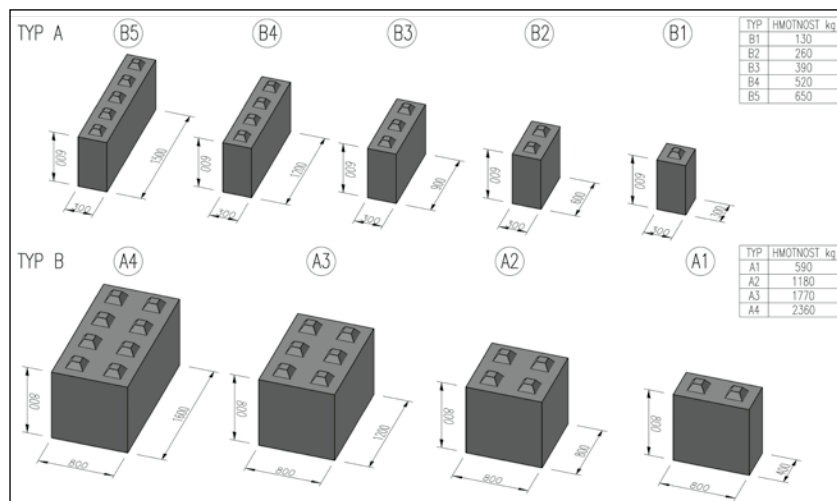 TYP A
B5
B4
B3
B2
B1
TYP HMOTNOST kg
B1 130
B2 260
B3 390
B4 520
B5 650
600
1500
300
600
1200
300
600
900
300
600
600
300
600
300
300
TYP B
A4
A3
A2
A1
TYP HMOTNOST kg
A1 590
A2 1180
A3 1770
A4 2360
800
1600
800
800
1200
800
800
800
800
800
400
800